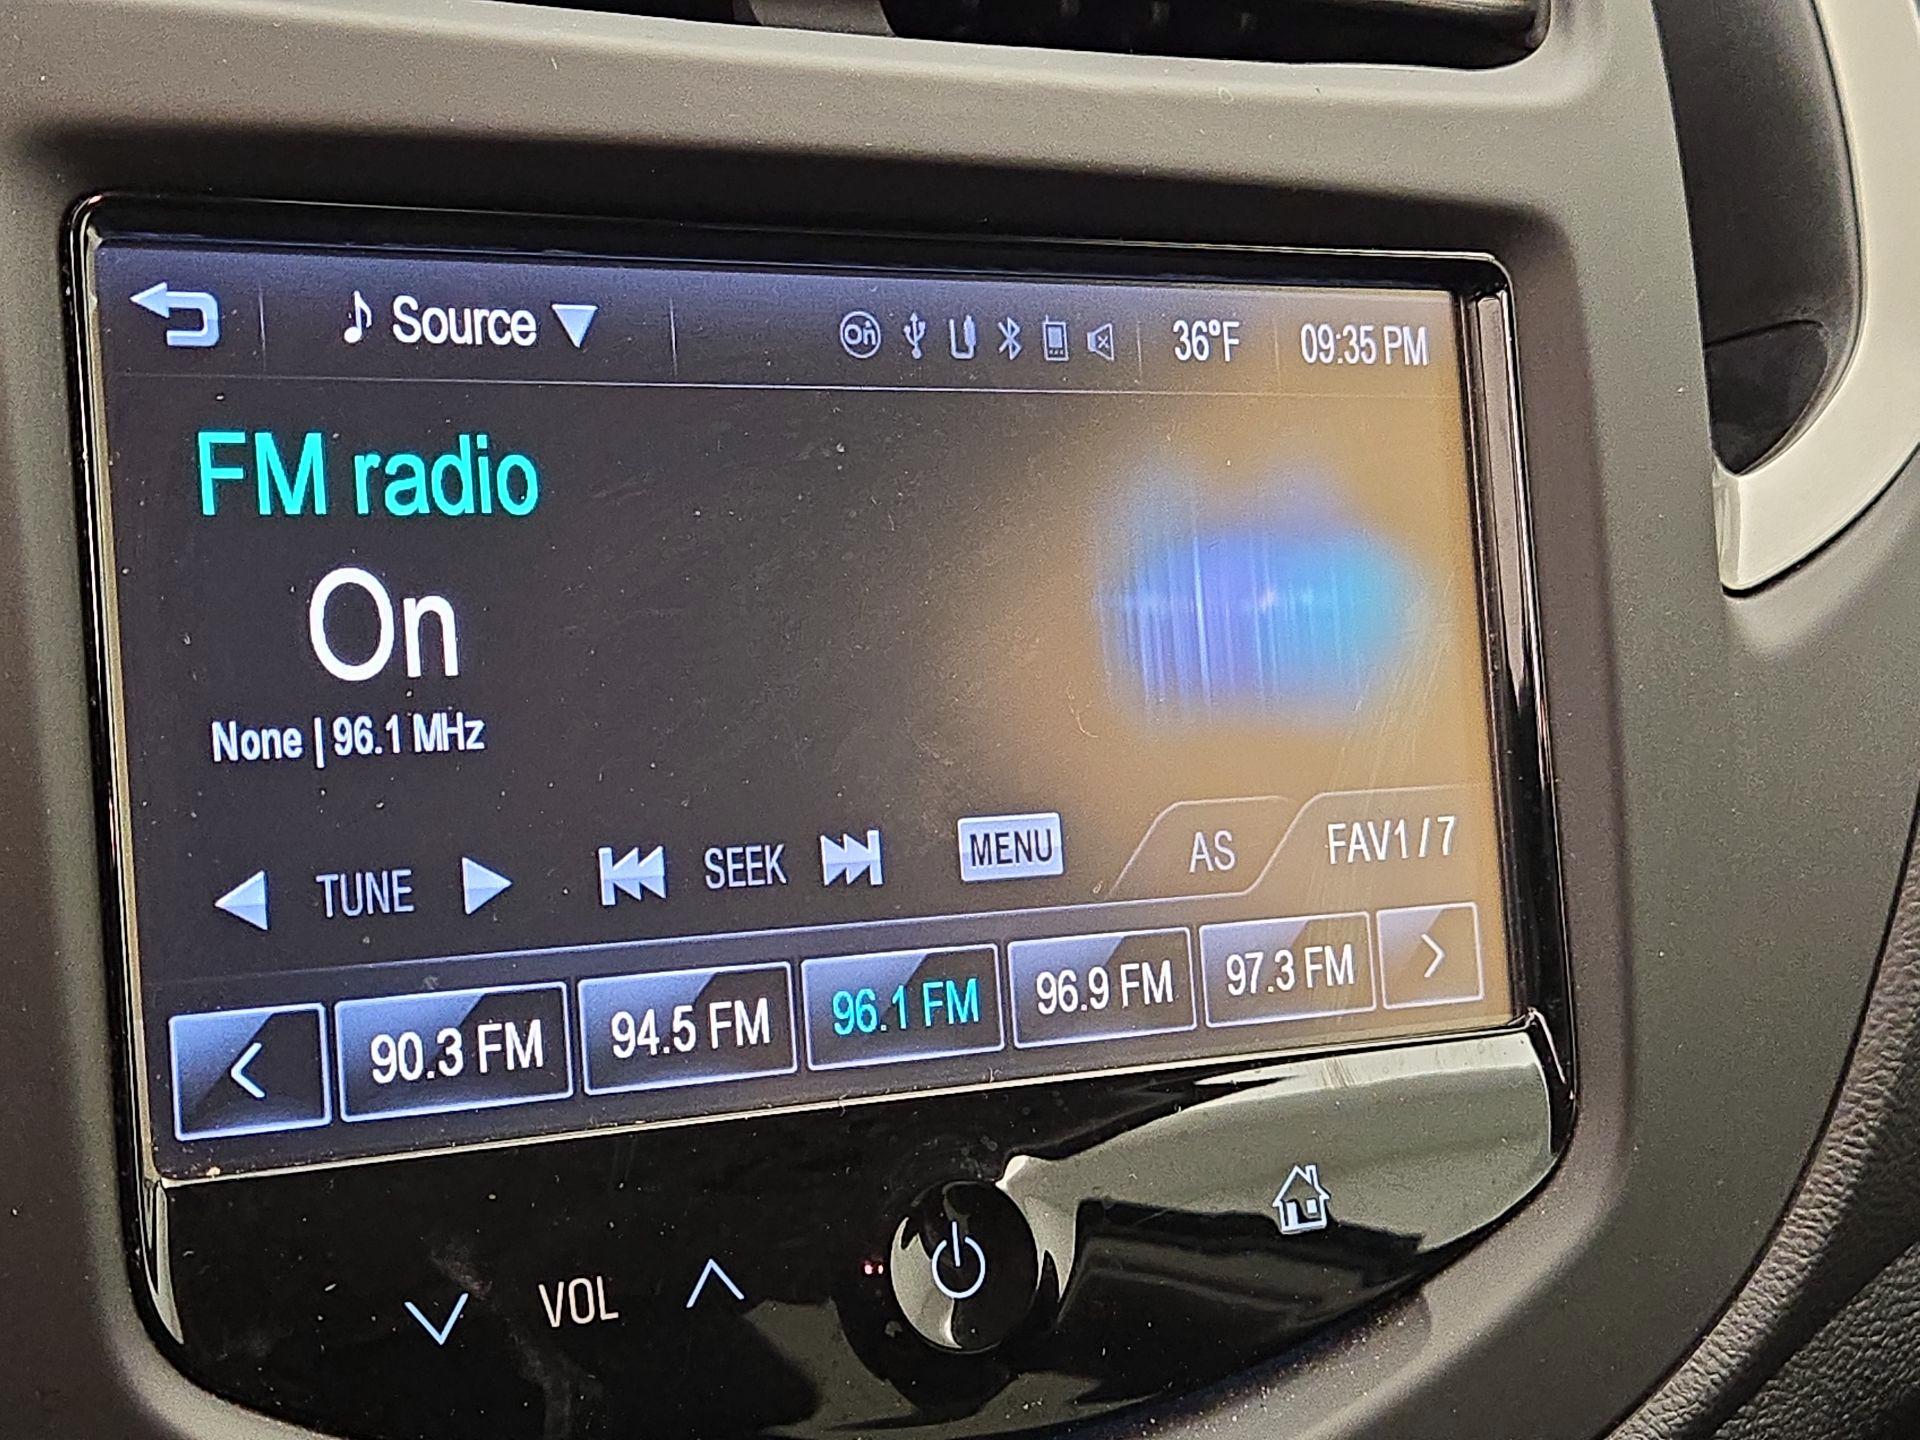 Source On 36°F 09:35 PM
FM radio
On
None | 96.1 MHz
TUNE SEEK MENU AS FAV1 / 7
< 90.3 FM 94.5 FM 96.1 FM 96.9 FM 97.3 FM >
VOL